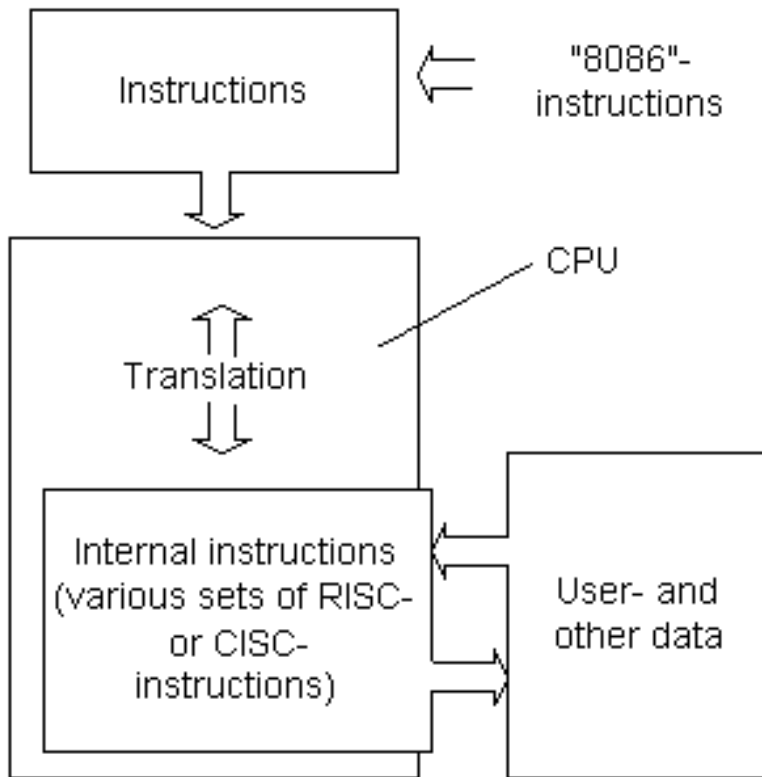 Instructions
"8086"-
instructions
CPU
Translation
Internal instructions
(various sets of RISC-
or CISC-
instructions)
User- and
other data